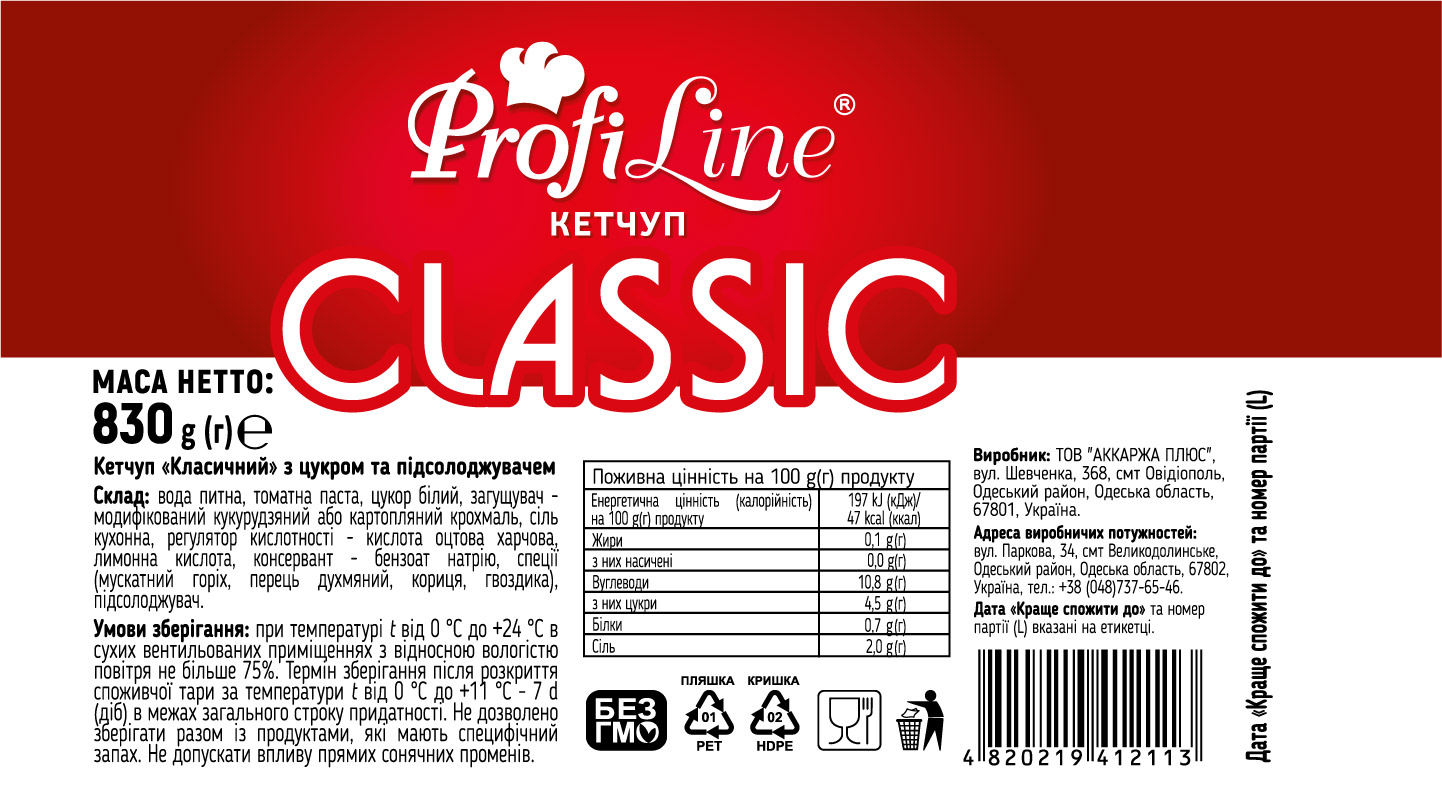 Profi Line®
КЕТЧУП
CLASSIC
МАСА НЕТТО:
830 g (г) ℮
Кетчуп «Класичний» з цукром та підсолоджувачем
Склад: вода питна, томатна паста, цукор білий, загущувач -
модифікований кукурудзяний або картопляний крохмаль, сіль
кухонна, регулятор кислотності - кислота оцтова харчова,
лимонна кислота, консервант - бензоат натрію, спеції
(мускатний горіх, перець духмяний, кориця, гвоздика),
підсолоджувач.
Умови зберігання: при температурі t від 0 °C до +24 °C в
сухих вентильованих приміщеннях з відносною вологістю
повітря не більше 75%. Термін зберігання після розкриття
споживчої тари за температури t від 0 °C до +11 °C - 7 d
(діб) в межах загального строку придатності. Не дозволено
зберігати разом із продуктами, які мають специфічний
запах. Не допускати впливу прямих сонячних променів.
Поживна цінність на 100 g(г) продукту
Енергетична цінність (калорійність) 197 kJ (кДж)/
на 100 g(г) продукту 47 kcal (ккал)
Жири 0,1 g(г)
з них насичені 0,0 g(г)
Вуглеводи 10,8 g(г)
з них цукри 4,5 g(г)
Білки 0,7 g(г)
Сіль 2,0 g(г)
БЕЗ
ГМО
ПЛЯШКА
01
PET
КРИШКА
02
HDPE
Виробник: ТОВ "АККАРЖА ПЛЮС",
вул. Шевченка, 368, смт Овідіополь,
Одеський район, Одеська область,
67801, Україна.
Адреса виробничих потужностей:
вул. Паркова, 34, смт Великодолинське,
Одеський район, Одеська область, 67802,
Україна, тел.: +38 (048)737-65-46.
Дата «Краще спожити до» та номер
партії (L) вказані на етикетці.
4 820219 412113
Дата «Краще спожити до» та номер партії (L)